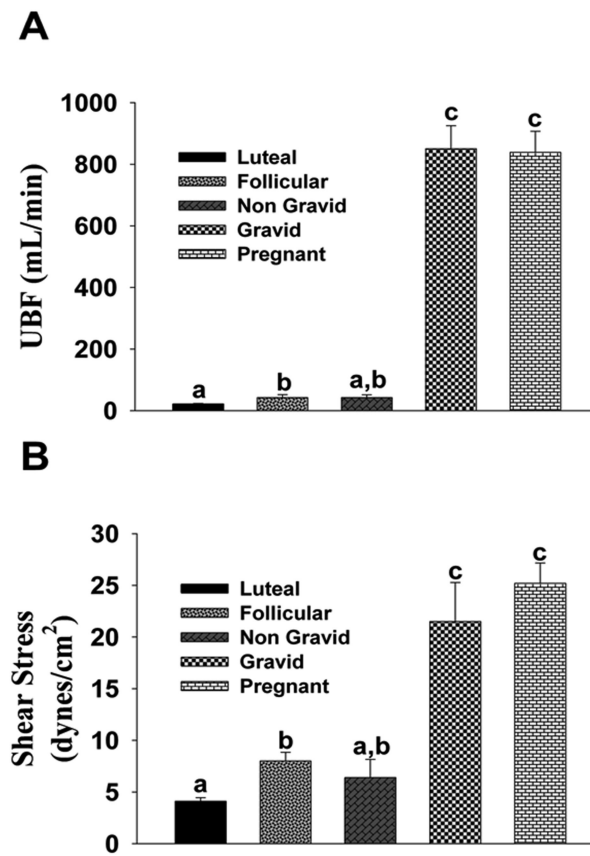 A
UBF (mL/min)
1000
800
600
400
200
0
Luteal
Follicular
Non Gravid
Gravid
Pregnant
a
b
a,b
c
c
B
Shear Stress
(dynes/cm²)
30
25
20
15
10
5
0
Luteal
Follicular
Non Gravid
Gravid
Pregnant
a
b
a,b
c
c